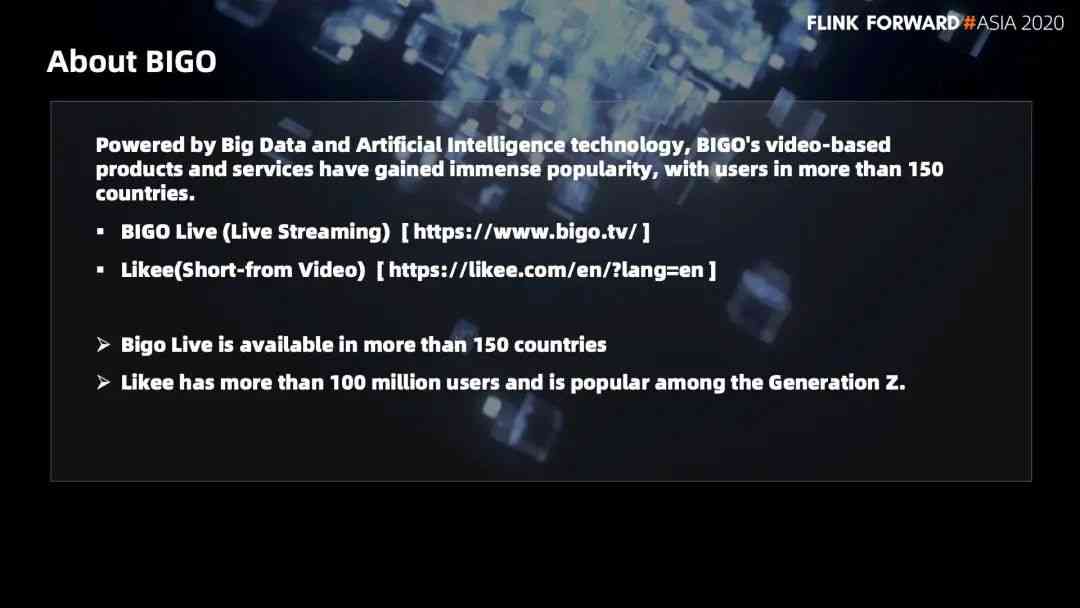 FLINK FORWARD#ASIA 2020
About BIGO
Powered by Big Data and Artificial Intelligence technology, BIGO's video-based
products and services have gained immense popularity, with users in more than 150
countries.
▪ BIGO Live (Live Streaming) [ https://www.bigo.tv/ ]
▪ Likee(Short-from Video) [ https://likee.com/en/?lang=en ]
➢ Bigo Live is available in more than 150 countries
➢ Likee has more than 100 million users and is popular among the Generation Z.